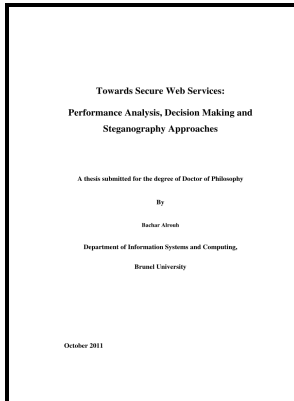 Towards Secure Web Services:
Performance Analysis, Decision Making and
Steganography Approaches
A thesis submitted for the degree of Doctor of Philosophy
By
Bachar Alrouh
Department of Information Systems and Computing,
Brunel University
October 2011